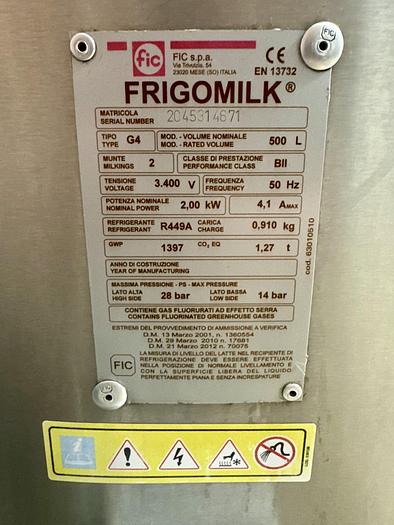 fic
FIC s.p.a.
Via Trivulzia, 54
23020 MESE (SO) ITALIA
CE
EN 13732
FRIGOMILK®
MATRICOLA
SERIAL NUMBER
2045314671
TIPO
TYPE
G4
MOD. - VOLUME NOMINALE
MOD. - RATED VOLUME
500 L
MUNTE
MILKINGS
2
CLASSE DI PRESTAZIONE
PERFORMANCE CLASS
BII
TENSIONE
VOLTAGE
3.400 V
FREQUENZA
FREQUENCY
50 Hz
POTENZA NOMINALE
NOMINAL POWER
2,00 kW
4,1 AMAX
REFRIGERANTE
REFRIGERANT
R449A
CARICA
CHARGE
0,910 kg
GWP
1397
CO2 EQ
1,27 t
ANNO DI COSTRUZIONE
YEAR OF MANUFACTURING
MASSIMA PRESSIONE - PS - MAX PRESSURE
LATO ALTA
HIGH SIDE
28 bar
LATO BASSA
LOW SIDE
14 bar
CONTIENE GAS FLUORURATI AD EFFETTO SERRA
CONTAINS FLUORINATED GREENHOUSE GASES
ESTREMI DEL PROVVEDIMENTO DI AMMISSIONE A VERIFICA
D.M. 13 Marzo 2001, n. 1360554
D.M. 29 Marzo 2010 n. 17681
D.M. 21 Marzo 2012 n. 70075
FIC
LA MISURA DI LIVELLO DEL LATTE NEL RECIPIENTE DI
REFRIGERAZIONE DEVE ESSERE EFFETTUATA
NELLA POSIZIONE DI NORMALE LIVELLAMENTO E
CON LA SUPERFICIE LIBERA DEL LIQUIDO
PERFETTAMENTE PIANA E SENZA INCRESPATURE
cod. 63010510
FIC